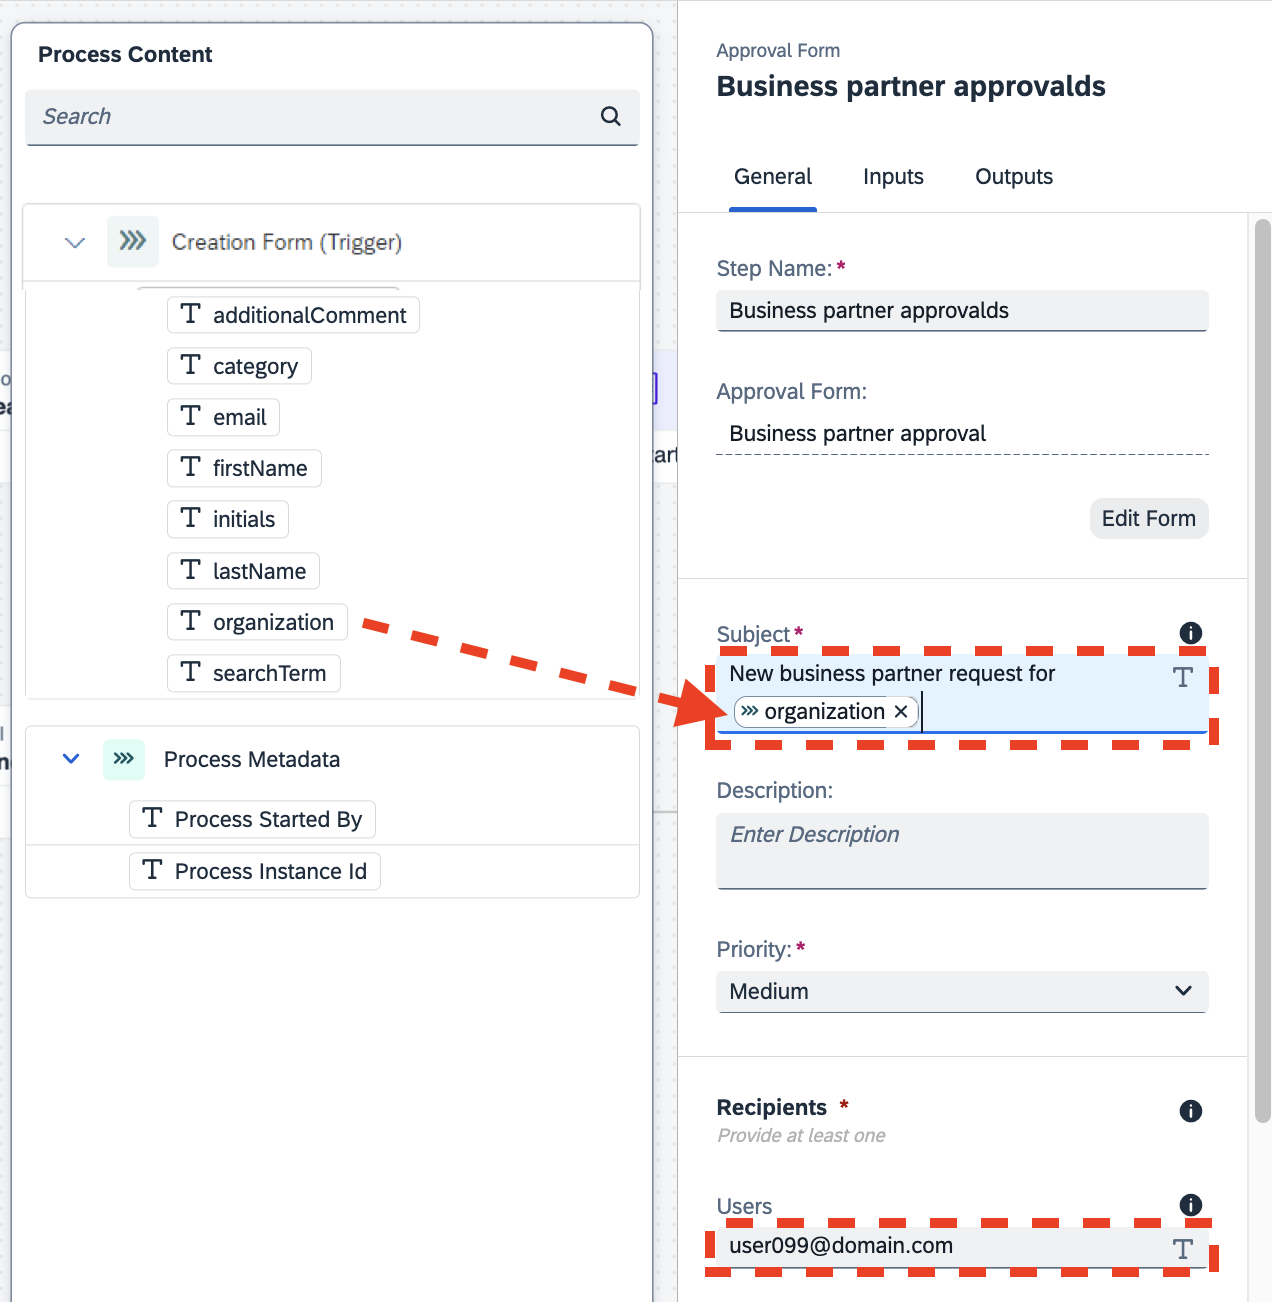 Process Content
Search
Creation Form (Trigger)
additionalComment
category
email
firstName
initials
lastName
organization
searchTerm
Process Metadata
Process Started By
Process Instance Id
Approval Form
Business partner approvalds
General Inputs Outputs
Step Name: *
Business partner approvalds
Approval Form:
Business partner approval
Edit Form
Subject *
New business partner request for
organization
Description:
Enter Description
Priority: *
Medium
Recipients *
Provide at least one
Users
user099@domain.com